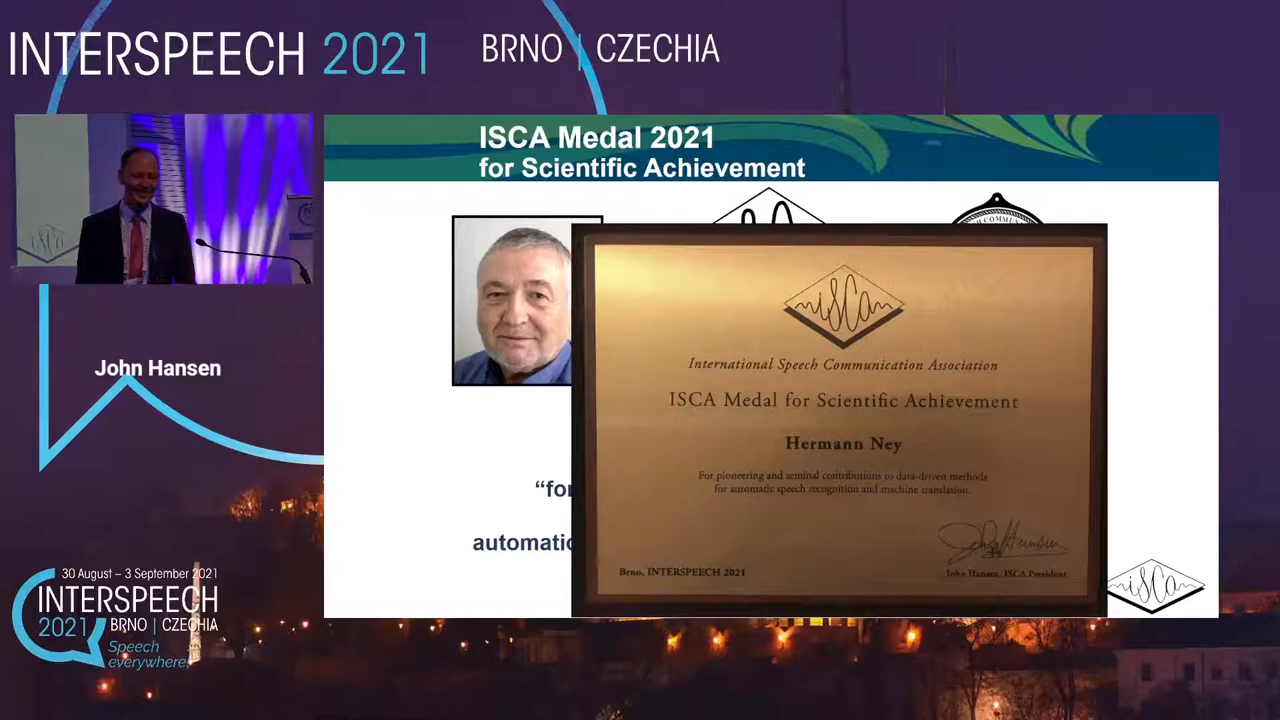 INTERSPEECH 2021
BRNO | CZECHIA
ISCA Medal 2021
for Scientific Achievement
ISCA
John Hansen
ISCA
International Speech Communication Association
ISCA Medal for Scientific Achievement
Hermann Ney
For pioneering and seminal contributions to data-driven methods
for automatic speech recognition and machine translation.
“for
automatic
Brno, INTERSPEECH 2021
John Hansen, ISCA President
ISCA
30 August – 3 September 2021
INTERSPEECH
2021 BRNO | CZECHIA
Speech
everywhere!